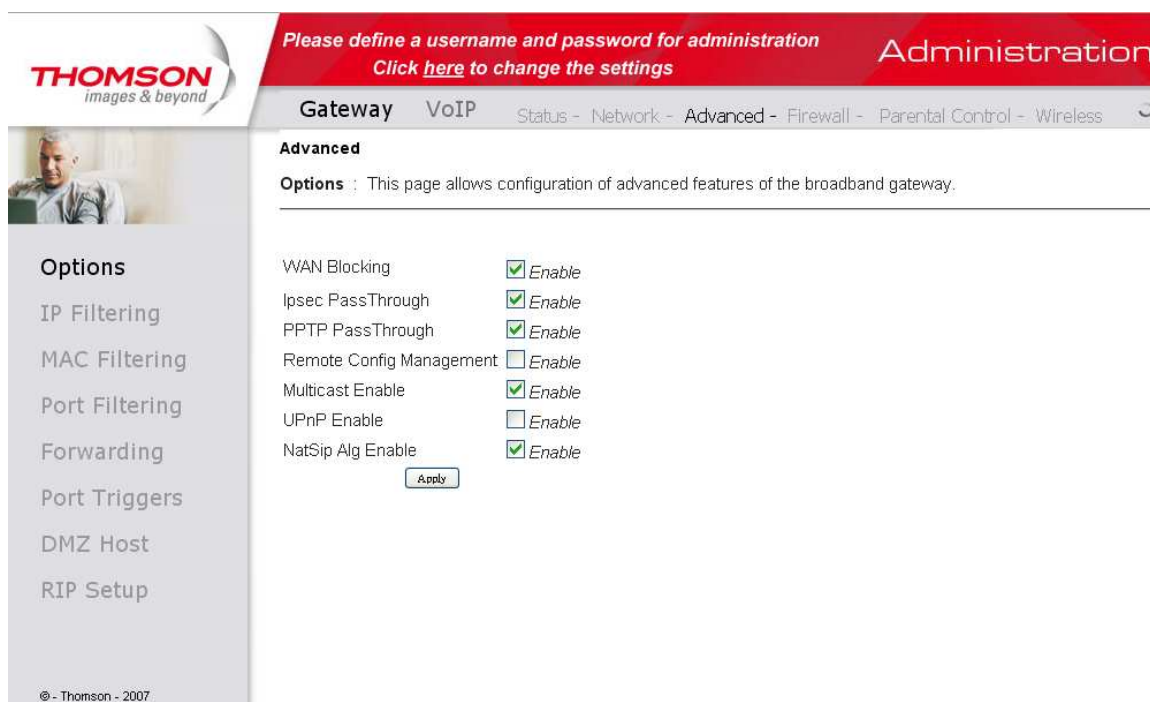 THOMSON
images & beyond
Please define a username and password for administration
Click here to change the settings
Administration
Gateway VoIP Status - Network - Advanced - Firewall - Parental Control - Wireless
Advanced
Options : This page allows configuration of advanced features of the broadband gateway.
Options
IP Filtering
MAC Filtering
Port Filtering
Forwarding
Port Triggers
DMZ Host
RIP Setup
WAN Blocking Enable
Ipsec PassThrough Enable
PPTP PassThrough Enable
Remote Config Management Enable
Multicast Enable Enable
UPnP Enable Enable
NatSip Alg Enable Enable
Apply
© - Thomson - 2007